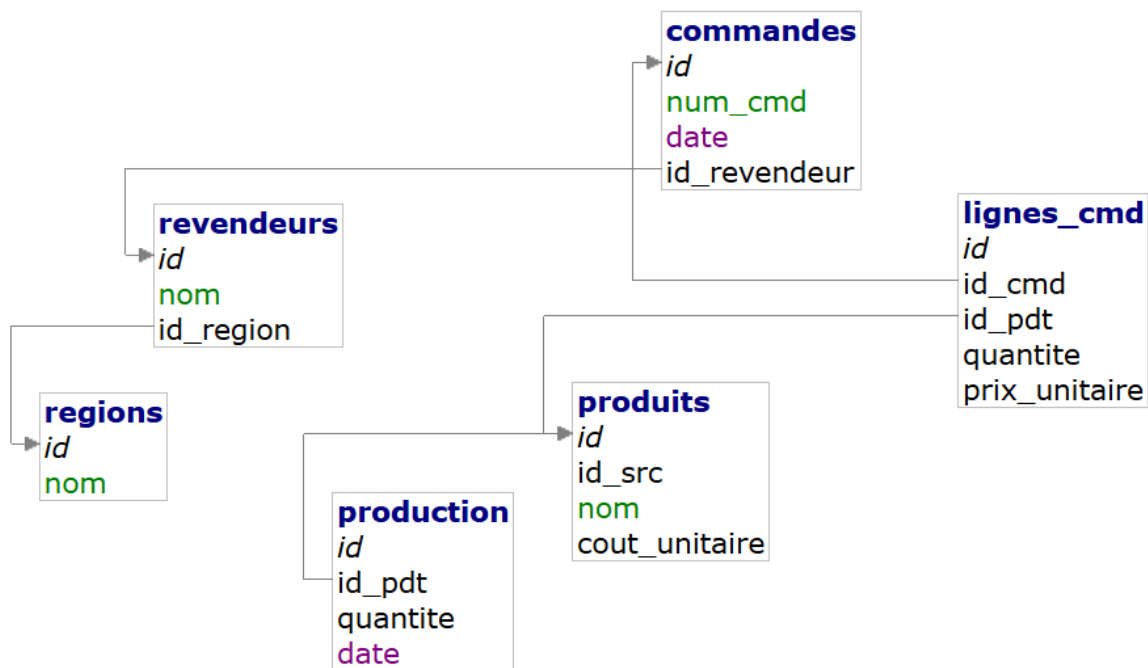 commandes
id
num_cmd
date
id_revendeur
revendeurs
id
nom
id_region
lignes_cmd
id
id_cmd
id_pdt
quantite
prix_unitaire
regions
id
nom
produits
id
id_src
nom
cout_unitaire
production
id
id_pdt
quantite
date